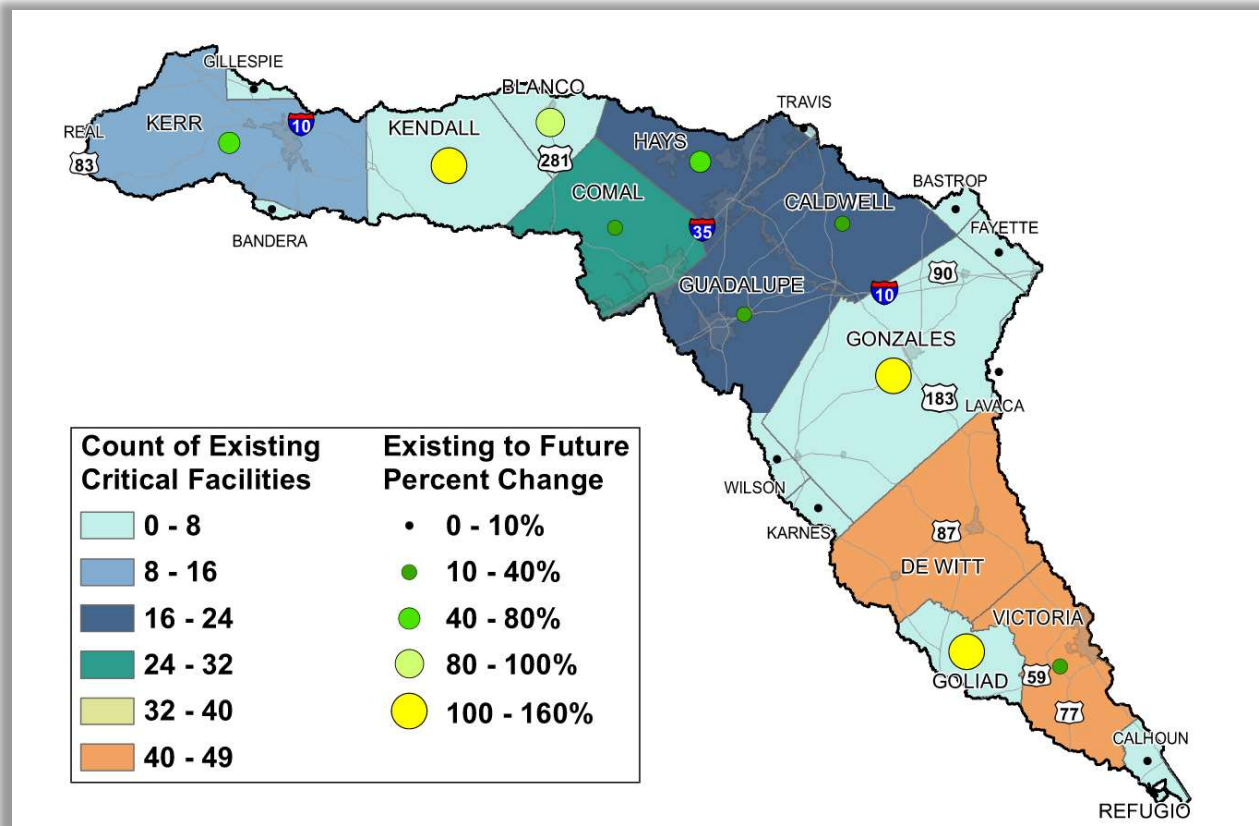 GILLESPIE
BLANCO
TRAVIS
REAL
KERR
10
KENDALL
HAYS
83
281
BASTROP
COMAL
CALDWELL
FAYETTE
BANDERA
35
90
GUADALUPE
10
GONZALES
183
LAVACA
WILSON
KARNES
87
DE WITT
VICTORIA
GOLIAD
59
77
CALHOUN
REFUGIO
Count of Existing
Critical Facilities
0 - 8
8 - 16
16 - 24
24 - 32
32 - 40
40 - 49
Existing to Future
Percent Change
0 - 10%
10 - 40%
40 - 80%
80 - 100%
100 - 160%